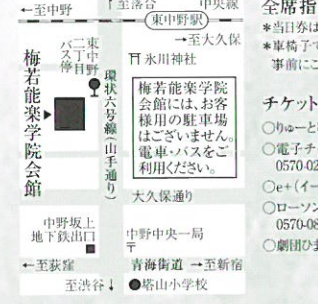 ←至中野
↑至落合
中央線
東中野駅
→至大久保
氷川神社
東中野
二丁目
バス停
梅若能楽学院会館
環状六号線(山手通り)
梅若能楽学院
会館には、お客
様用の駐車場
はございません。
電車・バスをご
利用ください。
大久保通り
中野坂上
地下鉄出口
中野中央一局
〒
←至荻窪
青海街道
→至新宿
至渋谷↓
●塔山小学校
全席指
*当日券は
*車椅子で
事前にこ
チケット
○りゅーと
○電子チ
0570-02
○e+(イー
○ローソン
0570-08
○劇団ひま